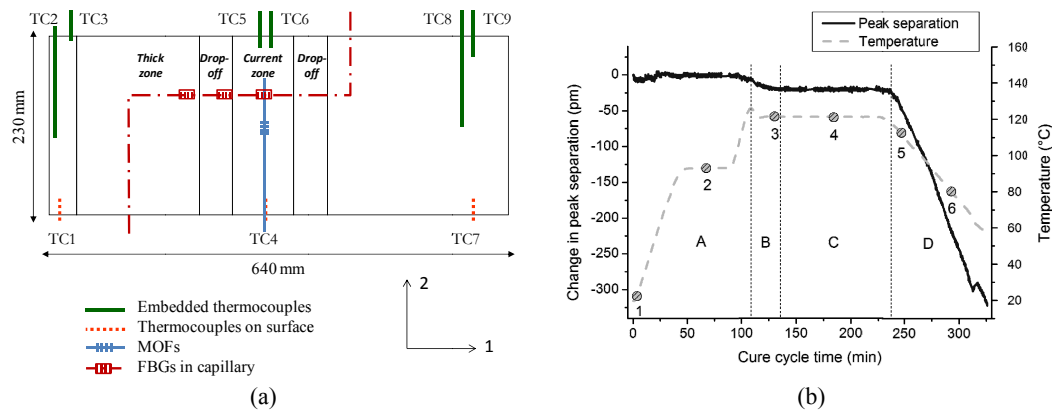 TC2
TC3
TC5
TC6
TC8
TC9
Thick zone
Drop-off
Current zone
Drop-off
230 mm
TC1
TC4
TC7
640 mm
Embedded thermocouples
Thermocouples on surface
MOFs
FBGs in capillary
2
1
(a)
Peak separation
Temperature
Change in peak separation (pm)
0
-50
-100
-150
-200
-250
-300
160
140
120
100
80
60
40
20
Temperature (°C)
1
2
3
4
5
6
A
B
C
D
0
50
100
150
200
250
300
Cure cycle time (min)
(b)